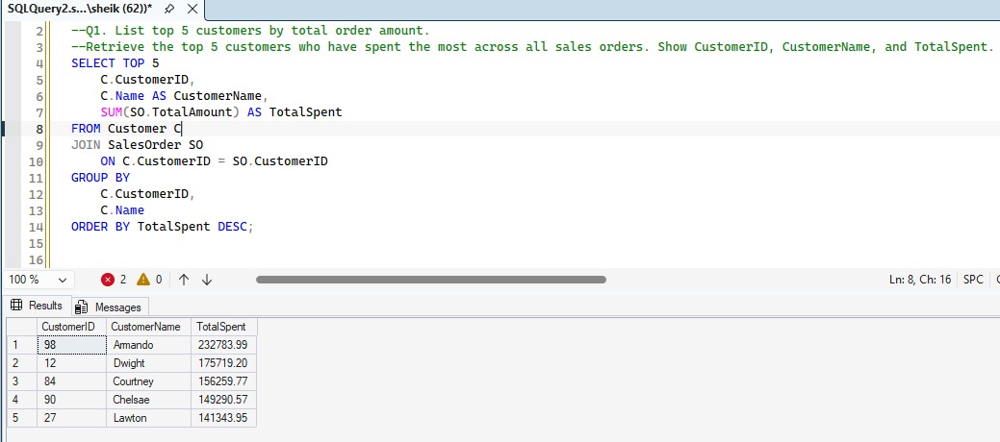 SQLQuery2.s...\sheik (62))*
2 --Q1. List top 5 customers by total order amount.
3 --Retrieve the top 5 customers who have spent the most across all sales orders. Show CustomerID, CustomerName, and TotalSpent.
4 SELECT TOP 5
5 C.CustomerID,
6 C.Name AS CustomerName,
7 SUM(SO.TotalAmount) AS TotalSpent
8 FROM Customer C
9 JOIN SalesOrder SO
10 ON C.CustomerID = SO.CustomerID
11 GROUP BY
12 C.CustomerID,
13 C.Name
14 ORDER BY TotalSpent DESC;
15
16
100 % 2 0 Ln: 8, Ch: 16 SPC
Results Messages
CustomerID CustomerName TotalSpent
1 98 Armando 232783.99
2 12 Dwight 175719.20
3 84 Courtney 156259.77
4 90 Chelsae 149290.57
5 27 Lawton 141343.95